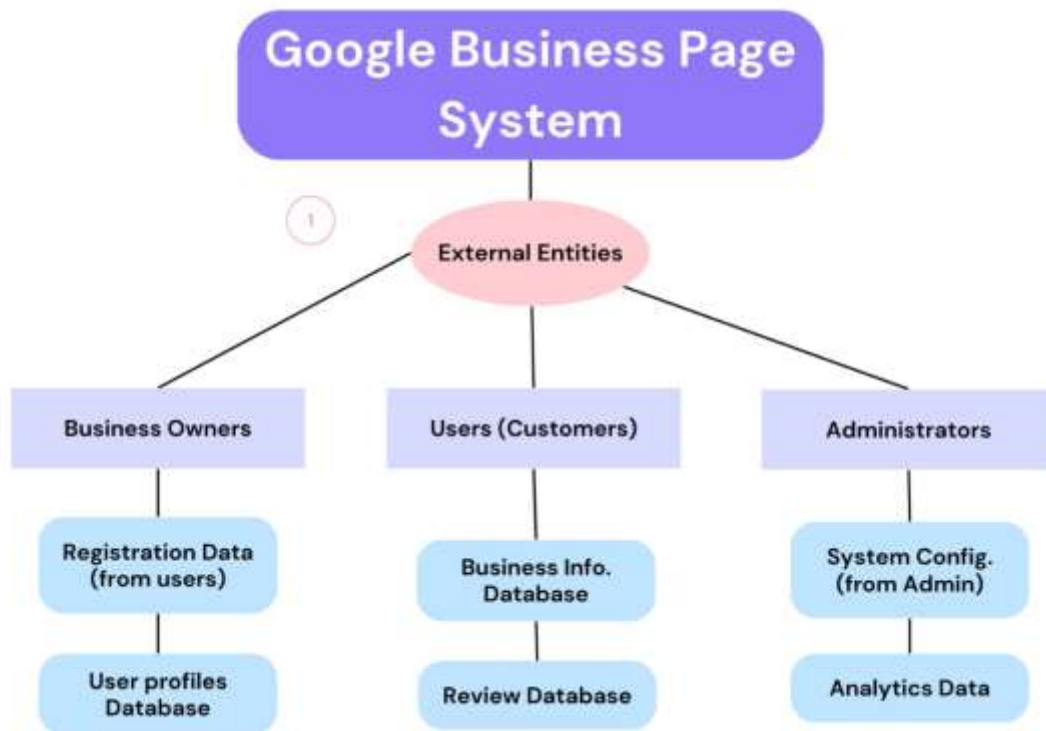 Google Business Page
System
1
External Entities
Business Owners
Users (Customers)
Administrators
Registration Data
(from users)
Business Info.
Database
System Config.
(from Admin)
User profiles
Database
Review Database
Analytics Data